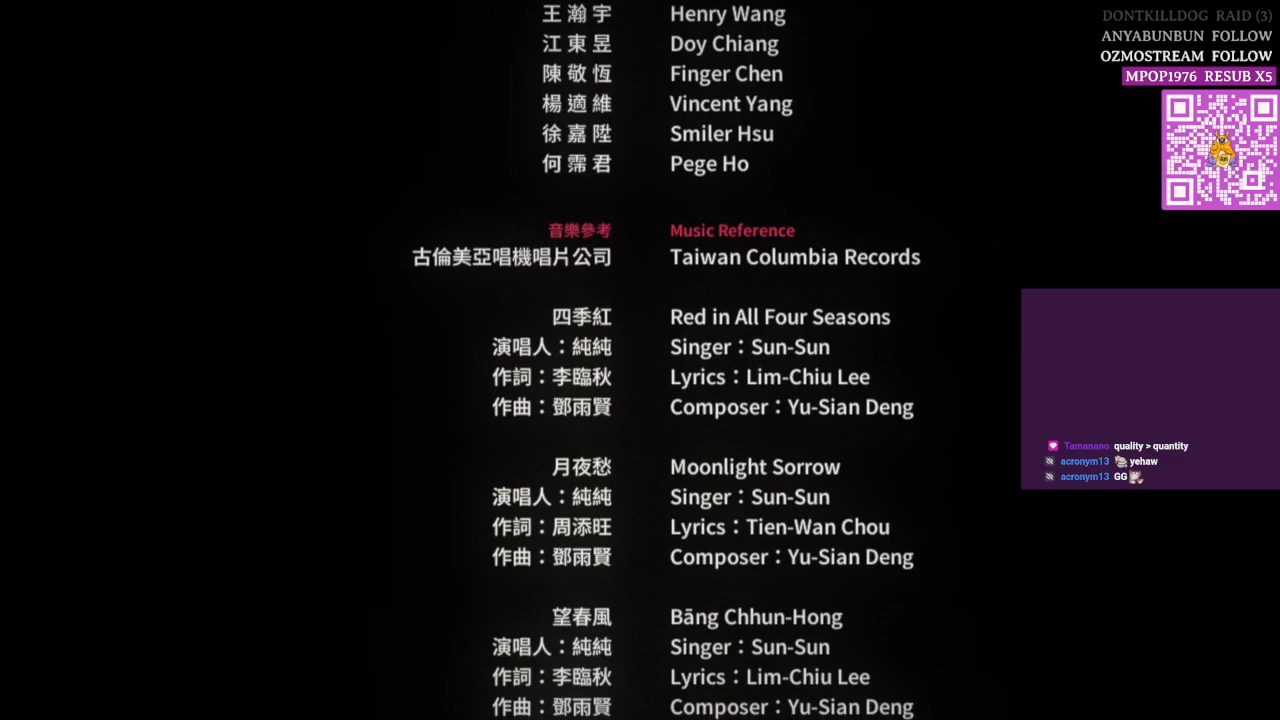 王瀚宇 Henry Wang
江東昱 Doy Chiang
陳敬恆 Finger Chen
楊適維 Vincent Yang
徐嘉陞 Smiler Hsu
何霈君 Pege Ho
音樂參考 Music Reference
古倫美亞唱機唱片公司 Taiwan Columbia Records
四季紅 Red in All Four Seasons
演唱人：純純 Singer：Sun-Sun
作詞：李臨秋 Lyrics：Lim-Chiu Lee
作曲：鄧雨賢 Composer：Yu-Sian Deng
月夜愁 Moonlight Sorrow
演唱人：純純 Singer：Sun-Sun
作詞：周添旺 Lyrics：Tien-Wan Chou
作曲：鄧雨賢 Composer：Yu-Sian Deng
望春風 Bāng Chhun-Hong
演唱人：純純 Singer：Sun-Sun
作詞：李臨秋 Lyrics：Lim-Chiu Lee
作曲：鄧雨賢 Composer：Yu-Sian Deng
DONTKILLDOG RAID (3)
ANYABUNBUN FOLLOW
OZMOSTREAM FOLLOW
MPOP1976 RESUB X5
Tamanano quality > quantity
acronym13 yehaw
acronym13 GG